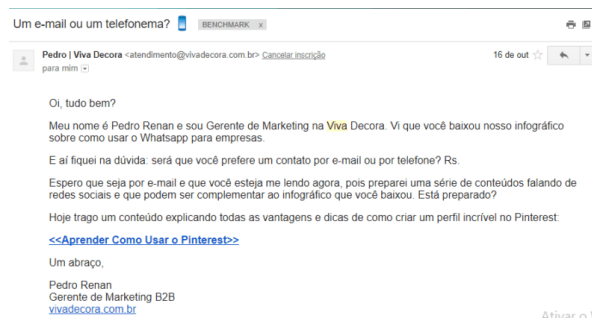 Um e-mail ou um telefonema? BENCHMARK x
Pedro | Viva Decora <atendimento@vivadecora.com.br> Cancelar inscrição 16 de out
para mim
Oi, tudo bem?
Meu nome é Pedro Renan e sou Gerente de Marketing na Viva Decora. Vi que você baixou nosso infográfico
sobre como usar o Whatsapp para empresas.
E aí fiquei na dúvida: será que você prefere um contato por e-mail ou por telefone? Rs.
Espero que seja por e-mail e que você esteja me lendo agora, pois preparei uma série de conteúdos falando de
redes sociais e que podem ser complementar ao infográfico que você baixou. Está preparado?
Hoje trago um conteúdo explicando todas as vantagens e dicas de como criar um perfil incrível no Pinterest:
<<Aprender Como Usar o Pinterest>>
Um abraço,
Pedro Renan
Gerente de Marketing B2B
vivadecora.com.br
Ativar o